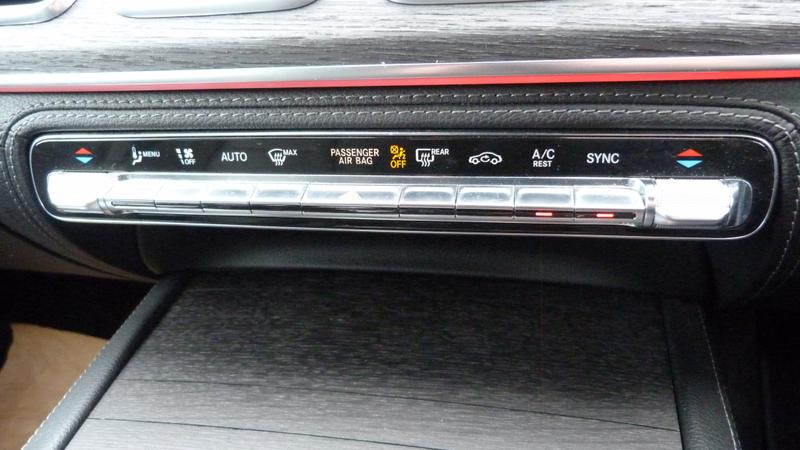 MENU
OFF
AUTO
MAX
PASSENGER
AIR BAG
OFF
REAR
A/C
REST
SYNC